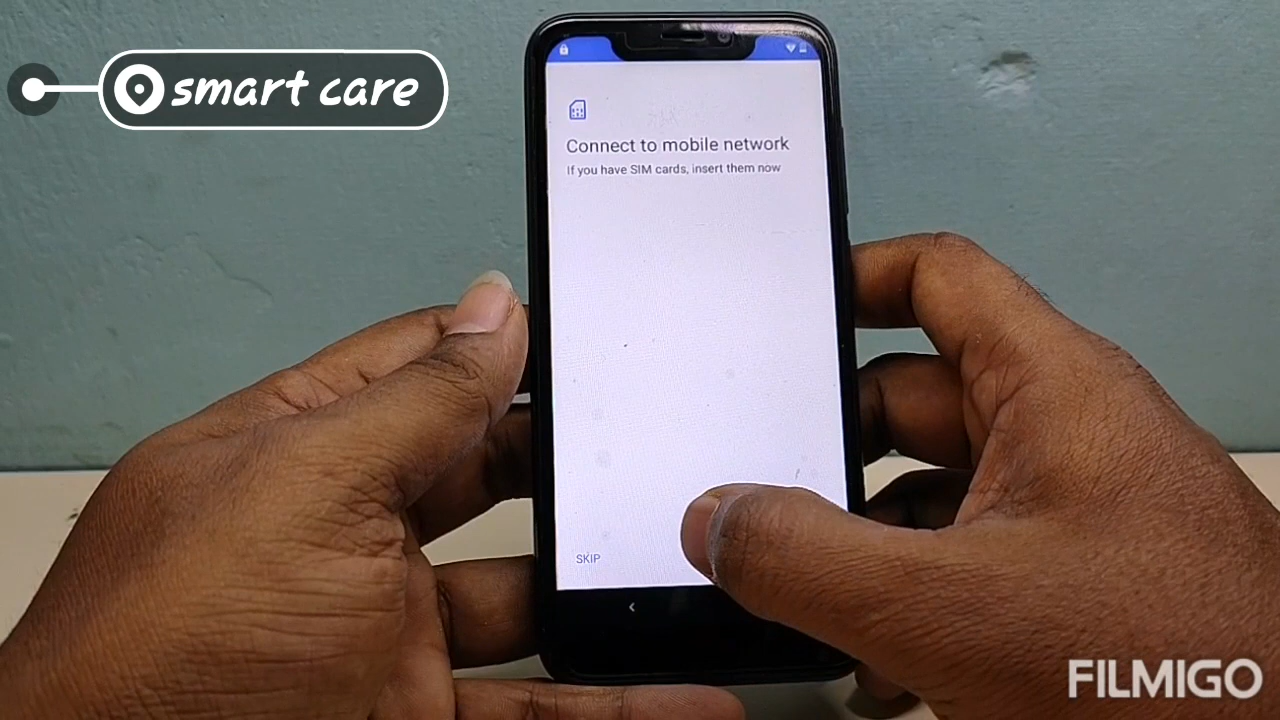 smart care
Connect to mobile network
If you have SIM cards, insert them now
SKIP
FILMIGO